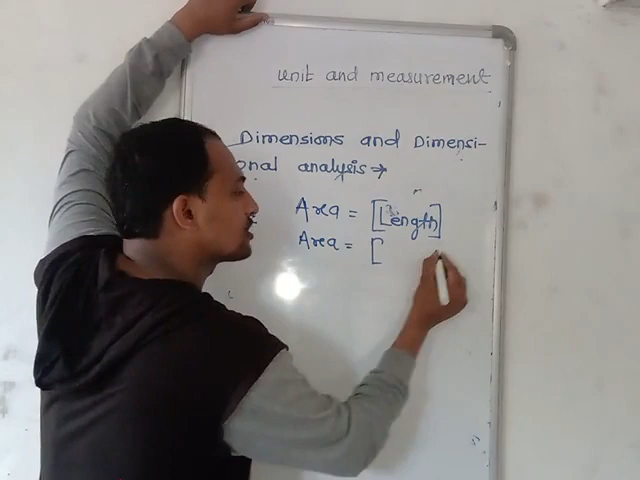 unit and measurement
Dimensions and Dimensi-
onal analysis →
Area = [Length]
Area = [